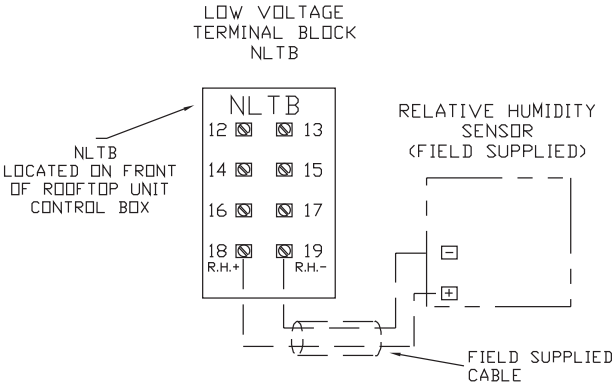 LOW VOLTAGE
TERMINAL BLOCK
NLTB
NLTB
12 13
14 15
16 17
18 19
R.H.+ R.H.-
NLTB
LOCATED ON FRONT
OF ROOFTOP UNIT
CONTROL BOX
RELATIVE HUMIDITY
SENSOR
(FIELD SUPPLIED)
-
+
FIELD SUPPLIED
CABLE